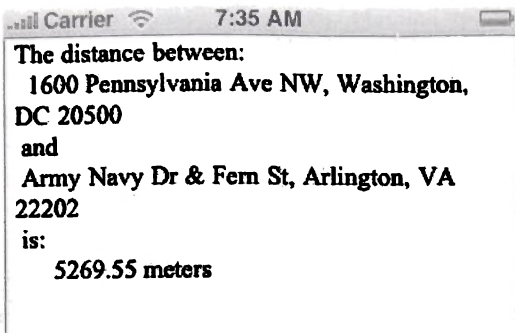 Carrier 7:35 AM
The distance between:
1600 Pennsylvania Ave NW, Washington,
DC 20500
and
Army Navy Dr & Fern St, Arlington, VA
22202
is:
5269.55 meters